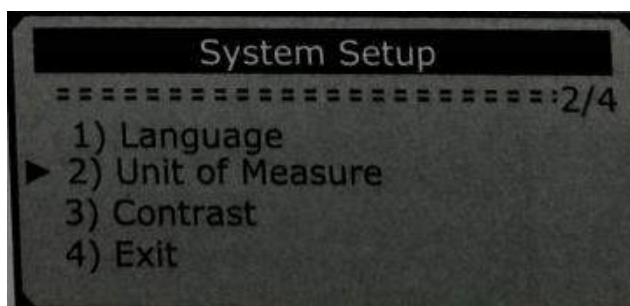 System Setup
====================:2/4
1) Language
► 2) Unit of Measure
3) Contrast
4) Exit